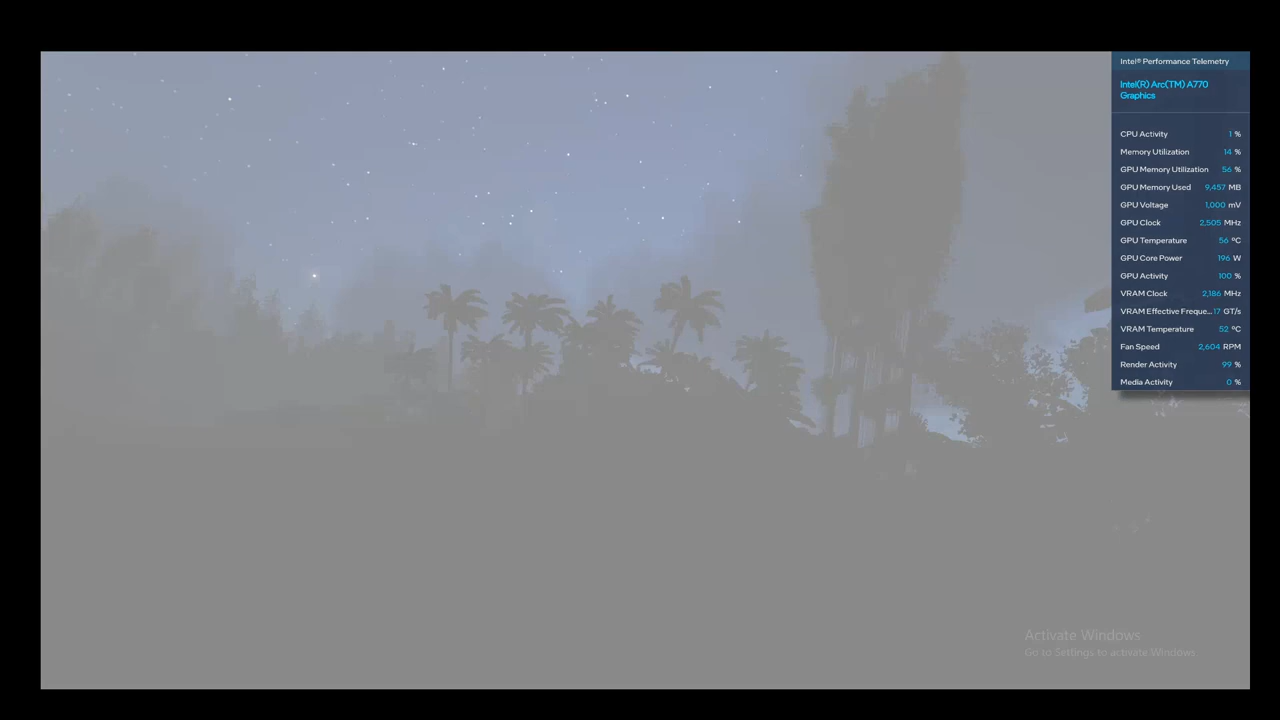 Intel® Performance Telemetry
Intel(R) Arc(TM) A770
Graphics
CPU Activity 1 %
Memory Utilization 14 %
GPU Memory Utilization 56 %
GPU Memory Used 9,457 MB
GPU Voltage 1,000 mV
GPU Clock 2,505 MHz
GPU Temperature 56 ºC
GPU Core Power 196 W
GPU Activity 100 %
VRAM Clock 2,186 MHz
VRAM Effective Freque... 17 GT/s
VRAM Temperature 52 ºC
Fan Speed 2,604 RPM
Render Activity 99 %
Media Activity 0 %
Activate Windows
Go to Settings to activate Windows.